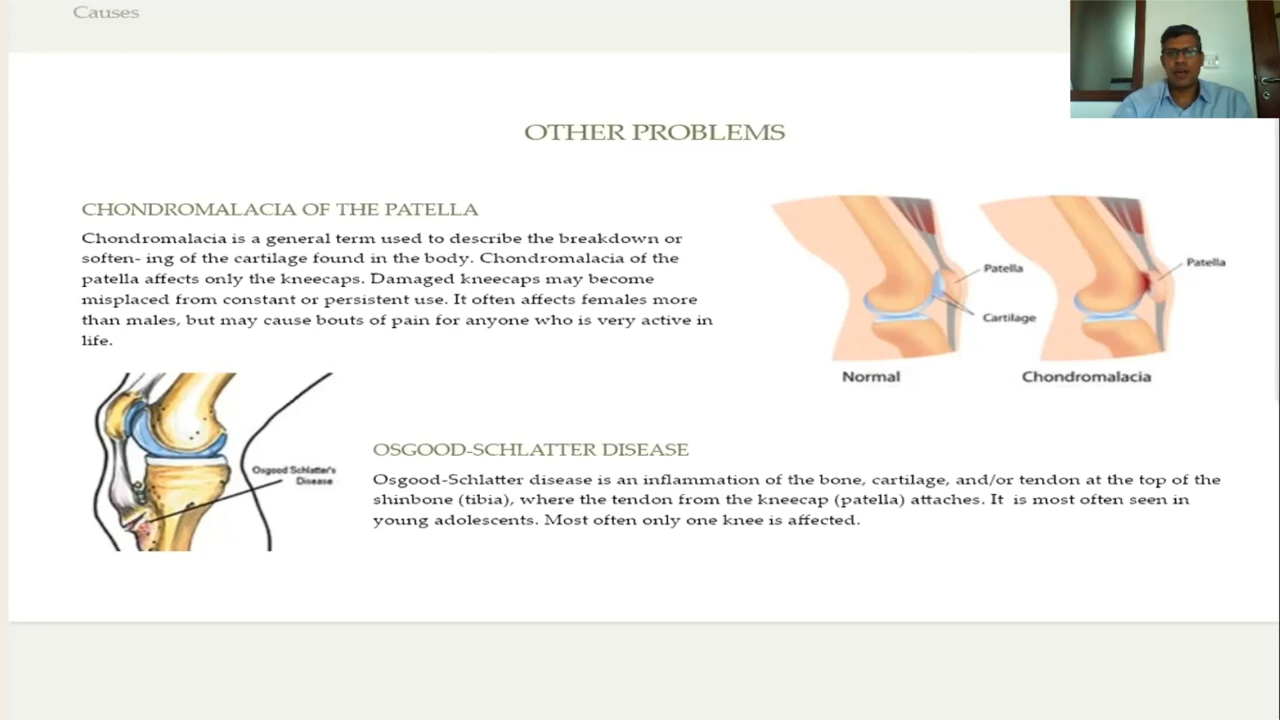 Causes
OTHER PROBLEMS
CHONDROMALACIA OF THE PATELLA
Chondromalacia is a general term used to describe the breakdown or
soften- ing of the cartilage found in the body. Chondromalacia of the
patella affects only the kneecaps. Damaged kneecaps may become
misplaced from constant or persistent use. It often affects females more
than males, but may cause bouts of pain for anyone who is very active in
life.
Patella
Cartilage
Normal
Patella
Chondromalacia
Osgood Schlatter's
Disease
OSGOOD-SCHLATTER DISEASE
Osgood-Schlatter disease is an inflammation of the bone, cartilage, and/or tendon at the top of the
shinbone (tibia), where the tendon from the kneecap (patella) attaches. It  is most often seen in
young adolescents. Most often only one knee is affected.